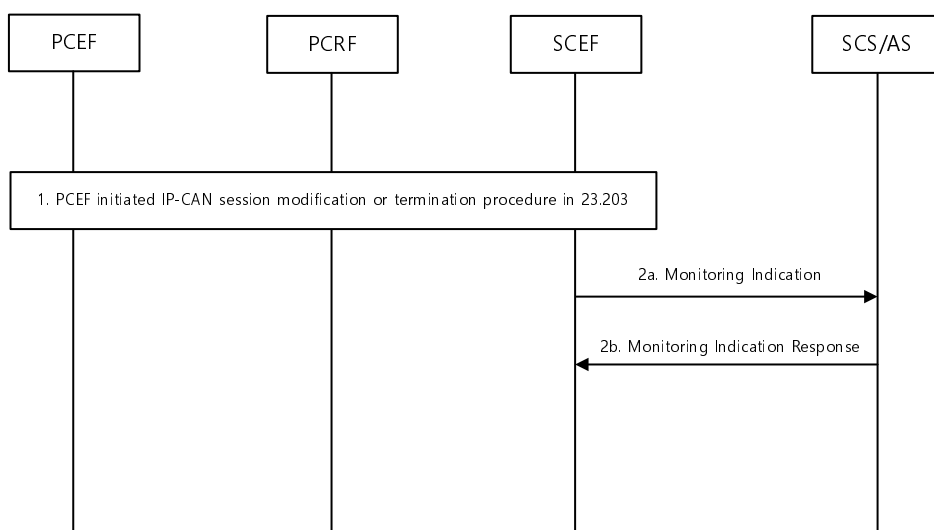 PCEF
PCRF
SCEF
SCS/AS
1. PCEF initiated IP-CAN session modification or termination procedure in 23.203
2a. Monitoring Indication
2b. Monitoring Indication Response